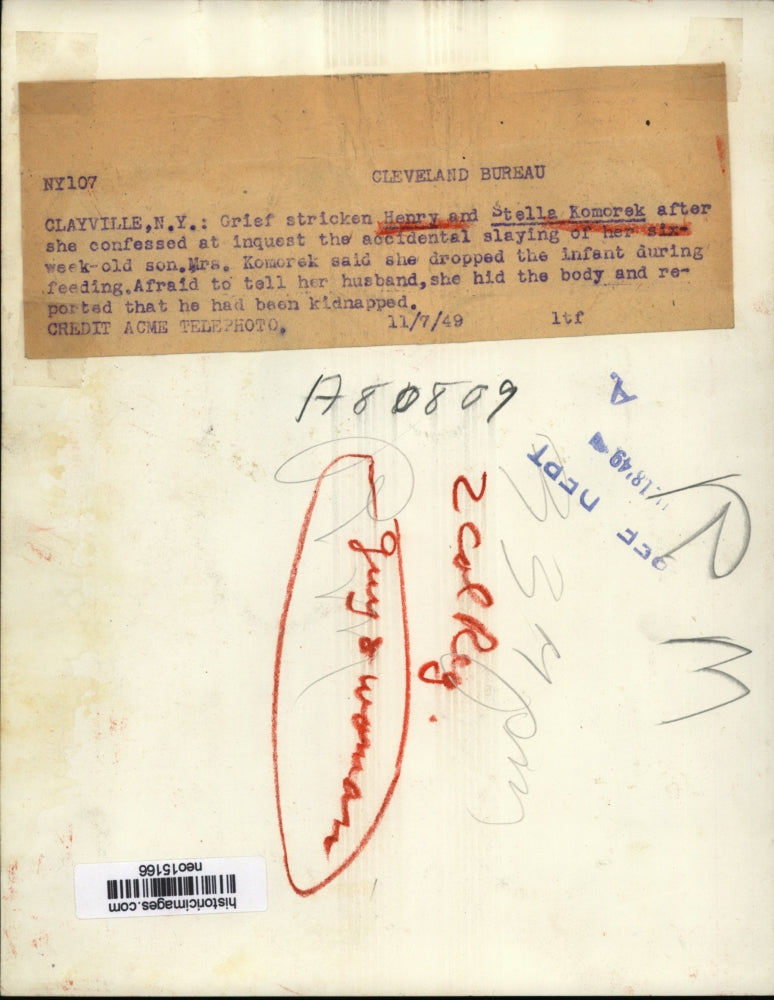 NY107 CLEVELAND BUREAU
CLAYVILLE,N.Y.: Grief stricken Henry and Stella Komorek after
she confessed at inquest the accidental slaying of her six-
week-old son.Mrs. Komorek said she dropped the infant during
feeding.Afraid to tell her husband,she hid the body and re-
ported that he had been kidnapped.
CREDIT ACME TELEPHOTO. 11/7/49 1tf
A80809
REF DEPT
2 col Reg.
guy & woman
334
M
historicimages.com
neo15166